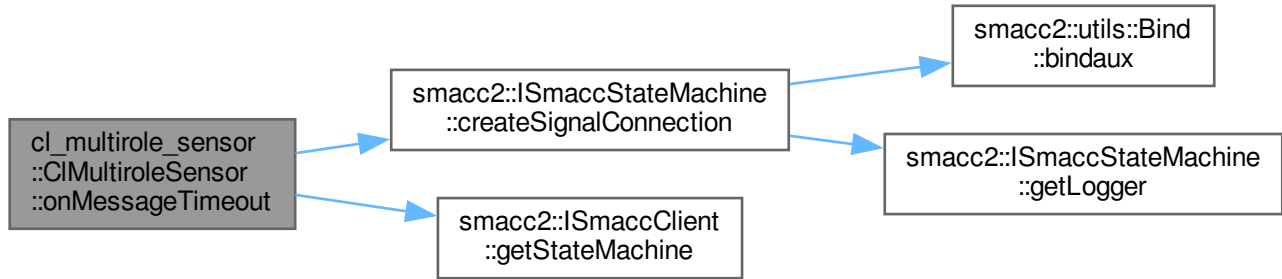 cl_multirole_sensor
::ClMultiroleSensor
::onMessageTimeout
smacc2::ISmaccStateMachine
::createSignalConnection
smacc2::utils::Bind
::bindaux
smacc2::ISmaccStateMachine
::getLogger
smacc2::ISmaccClient
::getStateMachine